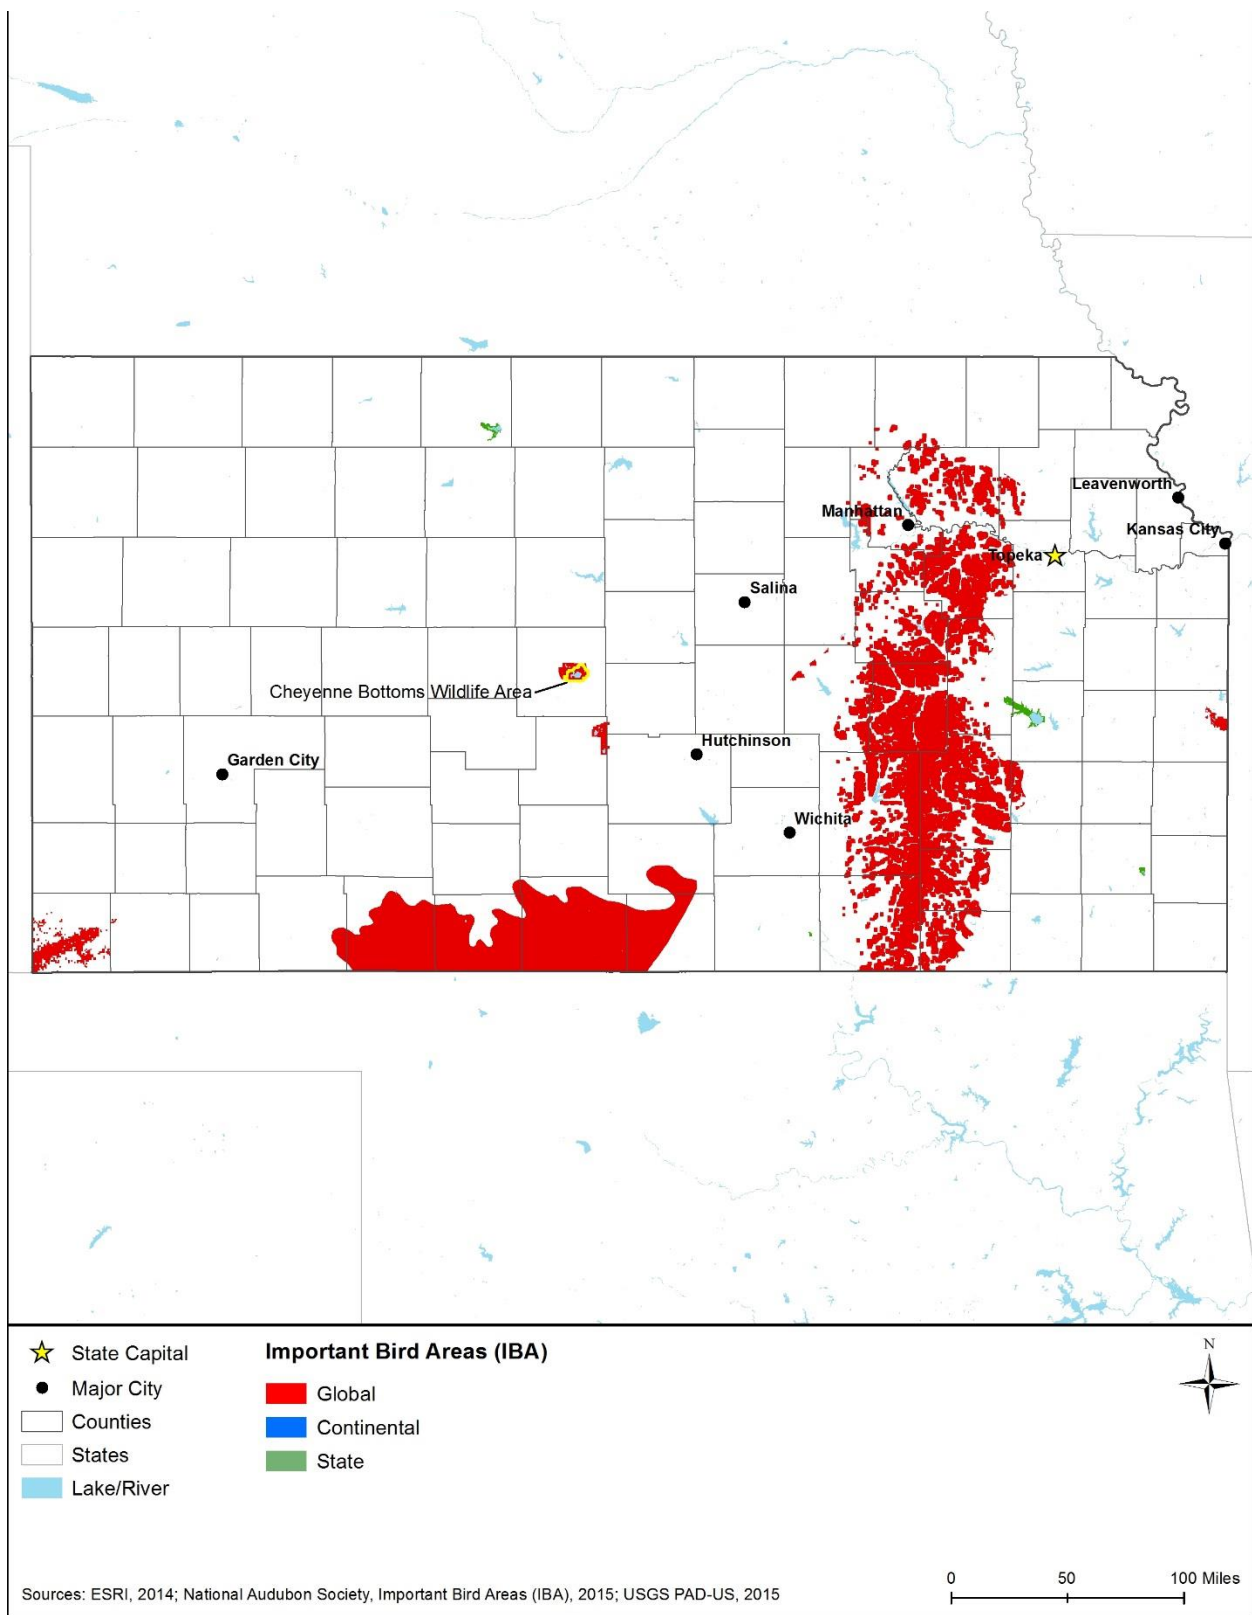 Leavenworth
Manhattan
Kansas City
Topeka
Salina
Cheyenne Bottoms Wildlife Area
Hutchinson
Garden City
Wichita
State Capital
Major City
Counties
States
Lake/River
Important Bird Areas (IBA)
Global
Continental
State
N
Sources: ESRI, 2014; National Audubon Society, Important Bird Areas (IBA), 2015; USGS PAD-US, 2015
0 50 100 Miles